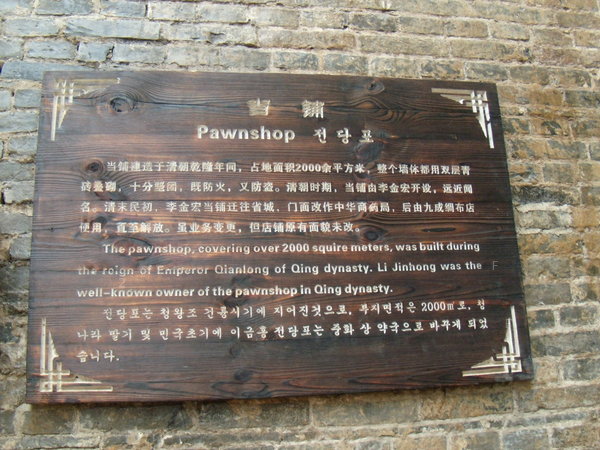 當 鋪
Pawnshop 전당포
当铺建造于清朝乾隆年间，占地面积2000余平方米，整个墙体都用双层青
砖叠砌，十分坚固，既防火，又防盗。清朝时期，当铺由李金宏开设，远近闻
名。清末民初，李金宏当铺迁往省城，门面改作中华商药局，后由九成绸布店
使用，直至解放。虽业务变更，但店铺原有面貌未改。
The pawnshop, covering over 2000 squire meters, was built during
the reign of Eniperor Qianlong of Qing dynasty. Li Jinhong was the F
well-known owner of the pawnshop in Qing dynasty.
전당포는 청왕조 건륭시기에 지어진것으로, 부지면적은 2000㎡로, 청
나라 말기 및 민국초기에 이금홍 전당포는 중화 상 약국으로 바꾸게 되었
습니다.